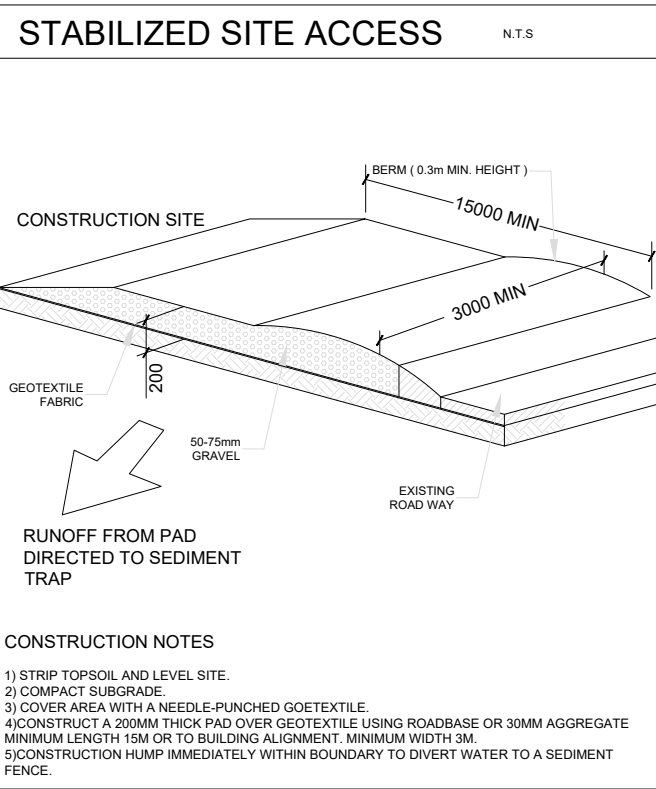 STABILIZED SITE ACCESS N.T.S
BERM ( 0.3m MIN. HEIGHT )
15000 MIN
CONSTRUCTION SITE
3000 MIN
GEOTEXTILE
FABRIC
200
50-75mm
GRAVEL
EXISTING
ROAD WAY
RUNOFF FROM PAD
DIRECTED TO SEDIMENT
TRAP
CONSTRUCTION NOTES
1) STRIP TOPSOIL AND LEVEL SITE.
2) COMPACT SUBGRADE.
3) COVER AREA WITH A NEEDLE-PUNCHED GOETEXTILE.
4)CONSTRUCT A 200MM THICK PAD OVER GEOTEXTILE USING ROADBASE OR 30MM AGGREGATE
MINIMUM LENGTH 15M OR TO BUILDING ALIGNMENT. MINIMUM WIDTH 3M.
5)CONSTRUCTION HUMP IMMEDIATELY WITHIN BOUNDARY TO DIVERT WATER TO A SEDIMENT
FENCE.